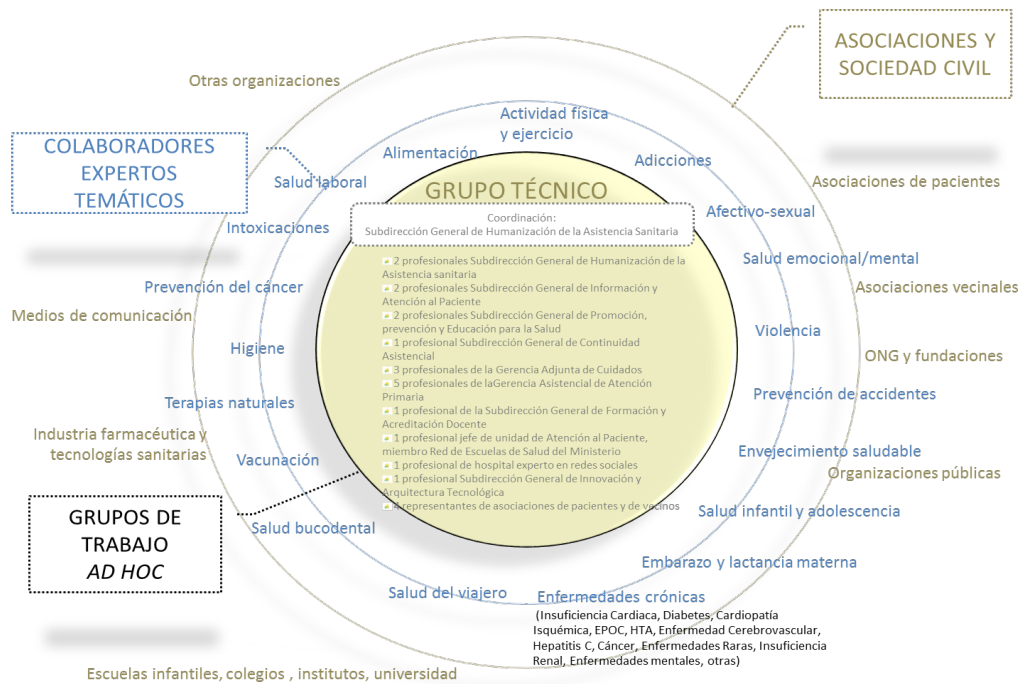 ASOCIACIONES Y
SOCIEDAD CIVIL
Otras organizaciones
Actividad física
y ejercicio
COLABORADORES
EXPERTOS
TEMÁTICOS
Alimentación
Adicciones
Salud laboral
Asociaciones de pacientes
GRUPO TÉCNICO
Afectivo-sexual
Coordinación:
Subdirección General de Humanización de la Asistencia Sanitaria
Intoxicaciones
Salud emocional/mental
2 profesionales Subdirección General de Humanización de la
Asistencia sanitaria
2 profesionales Subdirección General de Información y
Atención al Paciente
2 profesionales Subdirección General de Promoción,
prevención y Educación para la Salud
1 profesional Subdirección General de Continuidad
Asistencial
3 profesionales de la Gerencia Adjunta de Cuidados
5 profesionales de laGerencia Asistencial de Atención
Primaria
1 profesional de la Subdirección General de Formación y
Acreditación Docente
1 profesional jefe de unidad de Atención al Paciente,
miembro Red de Escuelas de Salud del Ministerio
1 profesional de hospital experto en redes sociales
1 profesional Subdirección General de Innovación y
Arquitectura Tecnológica
4 representantes de asociaciones de pacientes y de vecinos
Prevención del cáncer
Asociaciones vecinales
Medios de comunicación
Violencia
Higiene
ONG y fundaciones
Terapias naturales
Prevención de accidentes
Industria farmacéutica y
tecnologías sanitarias
Vacunación
Envejecimiento saludable
Organizaciones públicas
GRUPOS DE
TRABAJO
AD HOC
Salud bucodental
Salud infantil y adolescencia
Embarazo y lactancia materna
Salud del viajero
Enfermedades crónicas
(Insuficiencia Cardiaca, Diabetes, Cardiopatía
Isquémica, EPOC, HTA, Enfermedad Cerebrovascular,
Hepatitis C, Cáncer, Enfermedades Raras, Insuficiencia
Renal, Enfermedades mentales, otras)
Escuelas infantiles, colegios , institutos, universidad